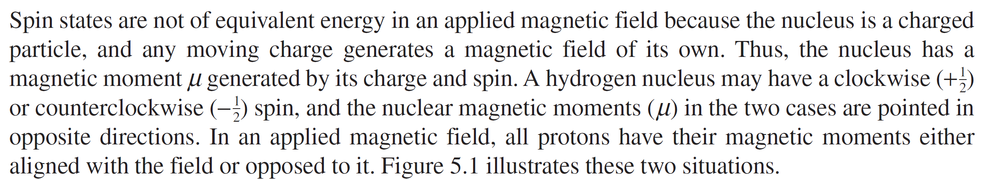 Spin states are not of equivalent energy in an applied magnetic field because the nucleus is a charged
particle, and any moving charge generates a magnetic field of its own. Thus, the nucleus has a
magnetic moment μ generated by its charge and spin. A hydrogen nucleus may have a clockwise (+½)
or counterclockwise (−½) spin, and the nuclear magnetic moments (μ) in the two cases are pointed in
opposite directions. In an applied magnetic field, all protons have their magnetic moments either
aligned with the field or opposed to it. Figure 5.1 illustrates these two situations.